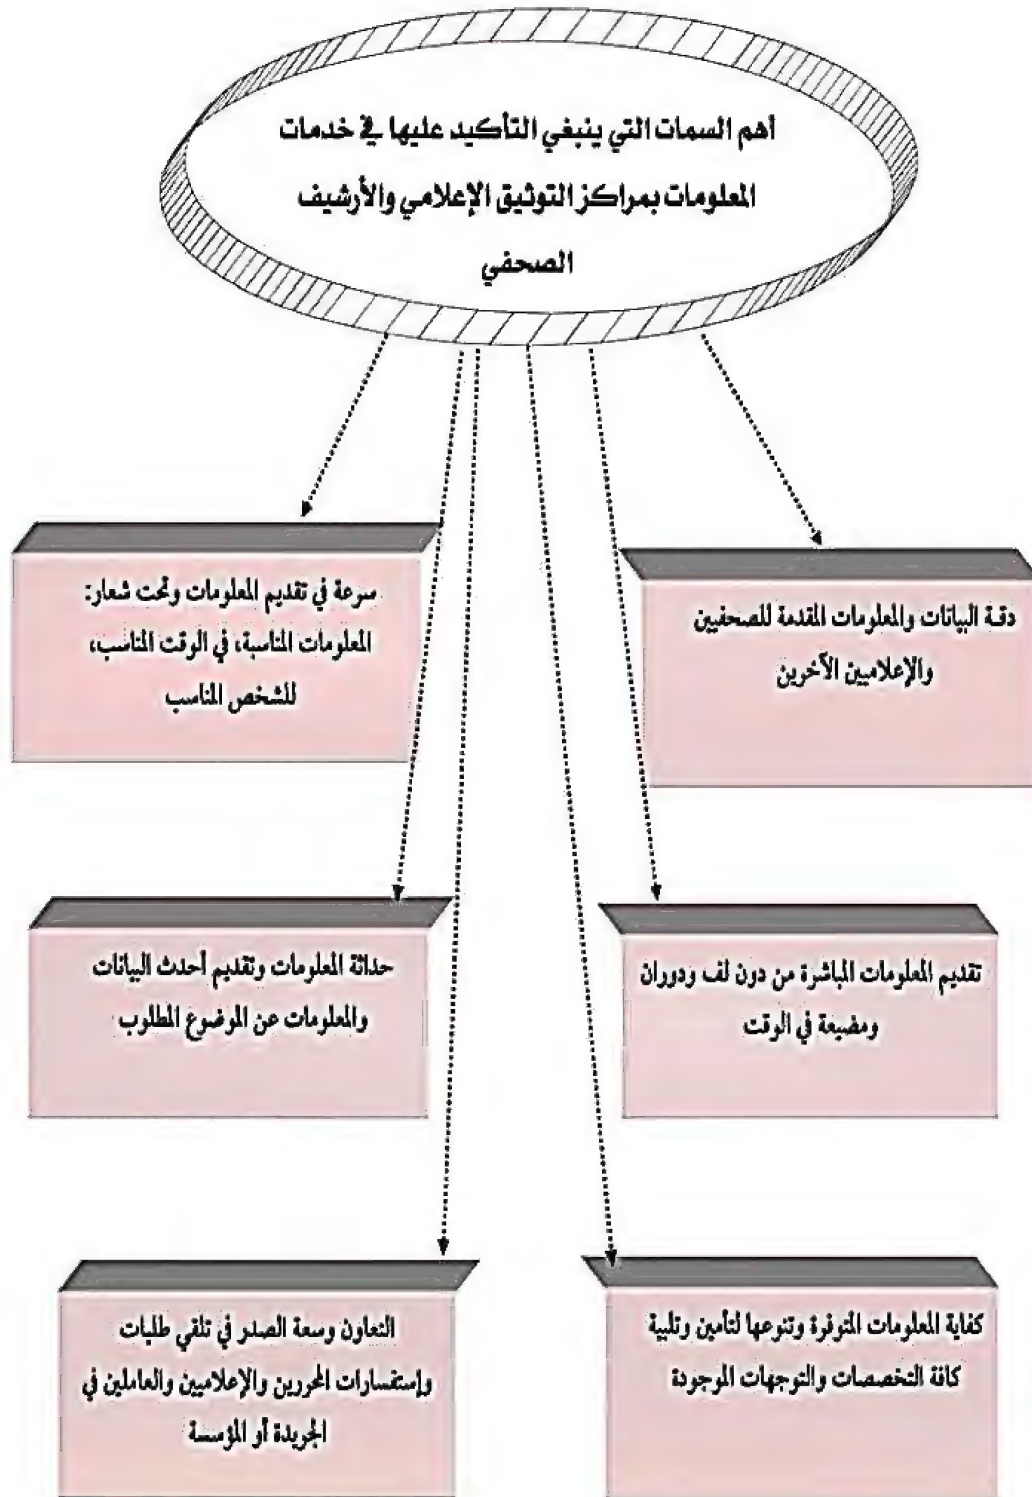 أهم السمات التي ينبغي التأكيد عليها في خدمات
المعلومات بمراكز التوثيق الإعلامي والأرشيف
الصحفي
دقة البيانات والمعلومات المقدمة للصحفيين
والإعلاميين الآخرين
سرعة في تقديم المعلومات وتحت شعار:
المعلومات المناسبة، في الوقت المناسب،
للشخص المناسب
تقديم المعلومات المباشرة من دون لف ودوران
ومضيعة في الوقت
حداثة المعلومات وتقديم أحدث البيانات
والمعلومات عن الموضوع المطلوب
كفاية المعلومات المتوفرة وتنوعها لتأمين وتلبية
كافة التخصصات والتوجهات الموجودة
التعاون وسعة الصدر في تلقي طلبات
وإستفسارات المحررين والإعلاميين والعاملين في
الجريدة أو المؤسسة